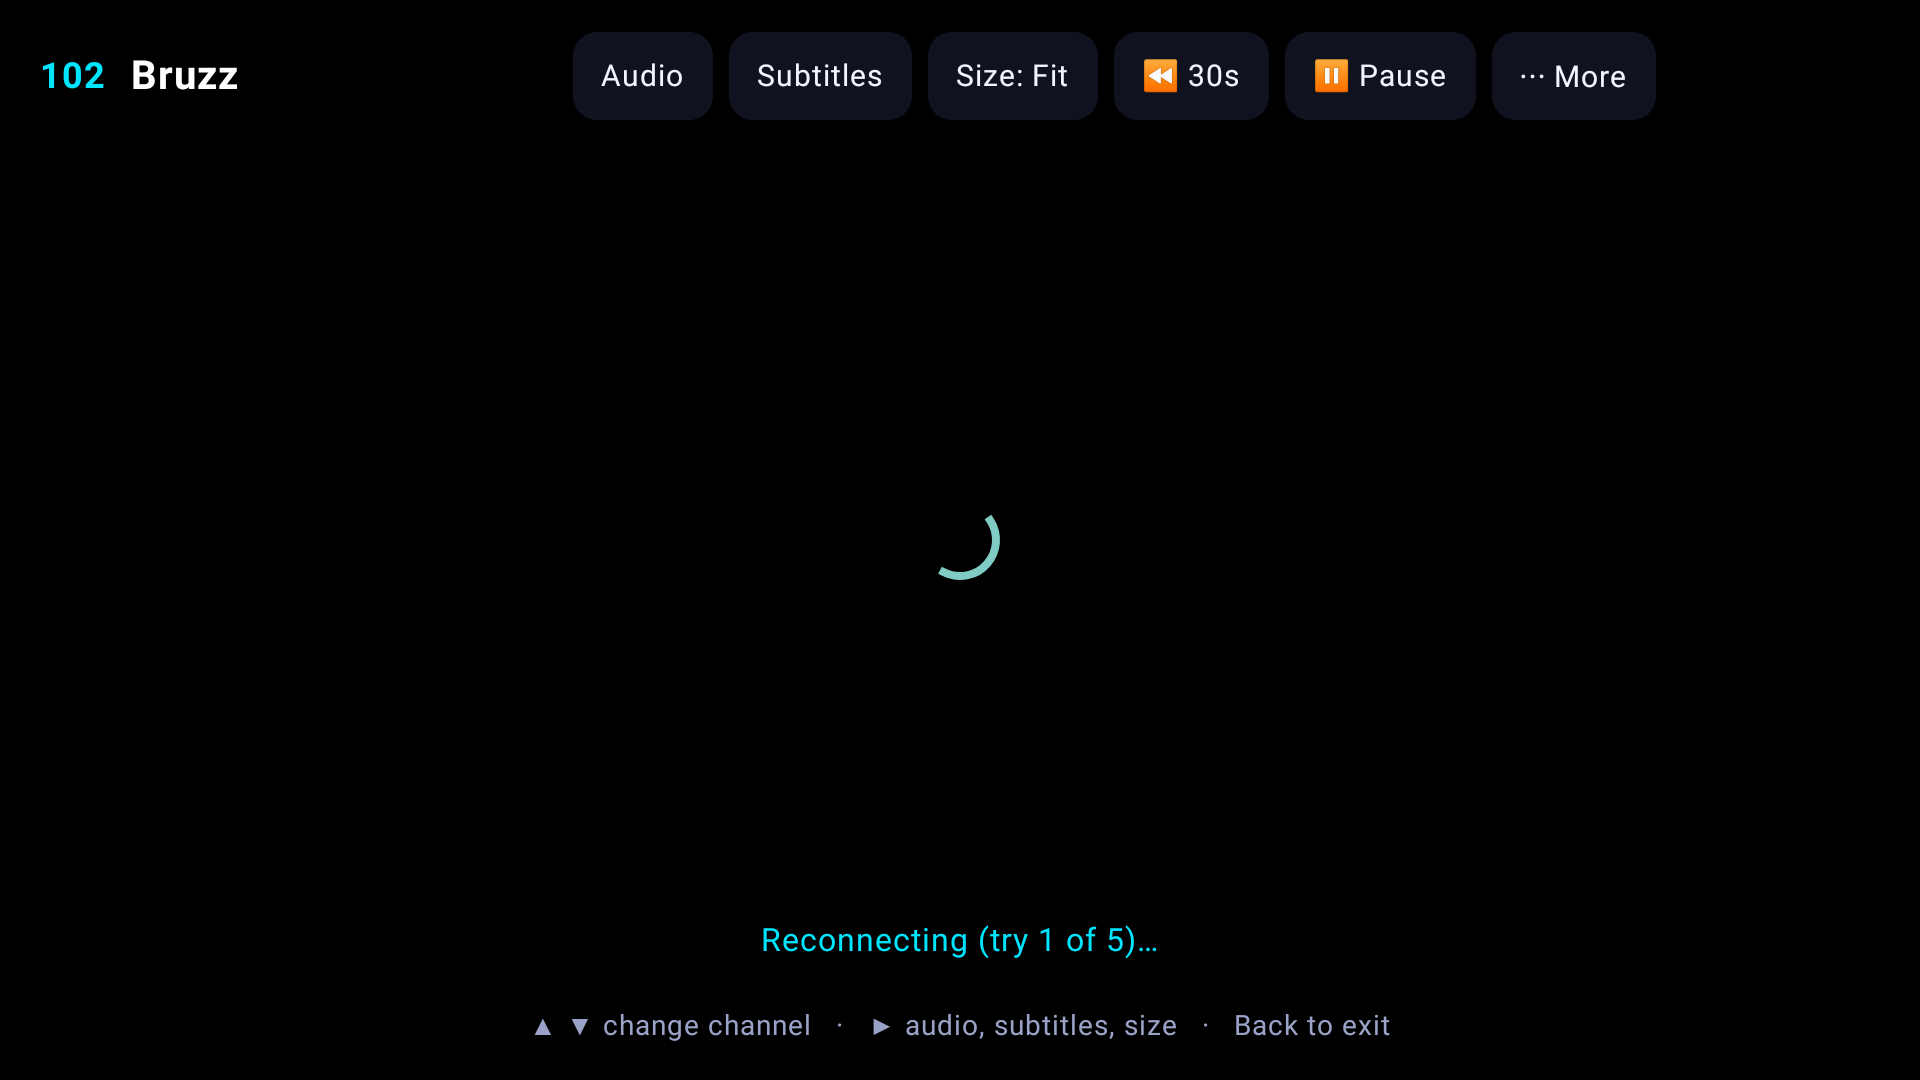 102 Bruzz
Audio
Subtitles
Size: Fit
⏪ 30s
⏸ Pause
⋯ More
Reconnecting (try 1 of 5)…
▲ ▼ change channel · ► audio, subtitles, size · Back to exit